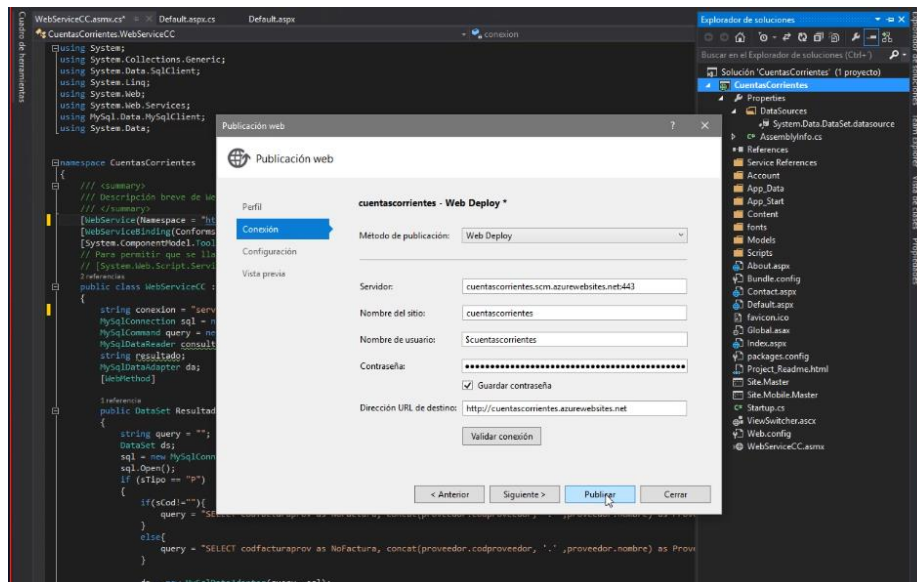 WebServiceCC.asmx.cs*
Default.aspx.cs
Default.aspx
CuentasCorrientes.WebServiceCC
conexion
Cuadro de herramientas
using System;
using System.Collections.Generic;
using System.Data.SqlClient;
using System.Linq;
using System.Web;
using System.Web.Services;
using MySql.Data.MySqlClient;
using System.Data;
namespace CuentasCorrientes
{
/// <summary>
/// Descripción breve de We
/// </summary>
[WebService(Namespace = "ht
[WebServiceBinding(Conforms
[System.ComponentModel.Tool
// Para permitir que se lla
// [System.Web.Script.Servi
2 referencias
public class WebServiceCC :
{
string conexion = "serv
MySqlConnection sql = n
MySqlCommand query = ne
MySqlDataReader consult
string resultado;
MySqlDataAdapter da;
[WebMethod]
1 referencia
public DataSet Resultad
{
string query = "";
DataSet ds;
sql = new MySqlConn
sql.Open();
if (sTipo == "P")
{
if(sCod!=""){
query = "SELECT codfacturaprov as NoFactura, concat(proveedor.codproveedor, '.' ,proveedor.nombre) as Prove
}
else{
query = "SELECT codfacturaprov as NoFactura, concat(proveedor.codproveedor, '.' ,proveedor.nombre) as Prove
}
Publicación web
?
Publicación web
Perfil
Conexión
Configuración
Vista previa
cuentascorrientes - Web Deploy *
Método de publicación: Web Deploy
Servidor: cuentascorrientes.scm.azurewebsites.net:443
Nombre del sitio: cuentascorrientes
Nombre de usuario: $cuentascorrientes
Contraseña:
Guardar contraseña
Dirección URL de destino: http://cuentascorrientes.azurewebsites.net
Validar conexión
< Anterior
Siguiente >
Publicar
Cerrar
Explorador de soluciones
Buscar en el Explorador de soluciones (Ctrl+´)
Solución 'CuentasCorrientes' (1 proyecto)
CuentasCorrientes
Properties
DataSources
System.Data.DataSet.datasource
AssemblyInfo.cs
References
Service References
Account
App_Data
App_Start
Content
fonts
Models
Scripts
About.aspx
Bundle.config
Contact.aspx
Default.aspx
favicon.ico
Global.asax
Index.aspx
packages.config
Project_Readme.html
Site.Master
Site.Mobile.Master
Startup.cs
ViewSwitcher.ascx
Web.config
WebServiceCC.asmx
Explorador de soluciones
Team Explorer
Vista de clases
Propiedades